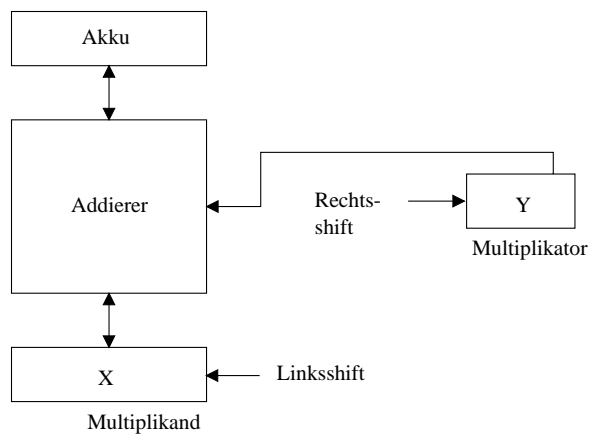 Akku
Addierer
Rechts-
shift
Y
Multiplikator
X
Linksshift
Multiplikand